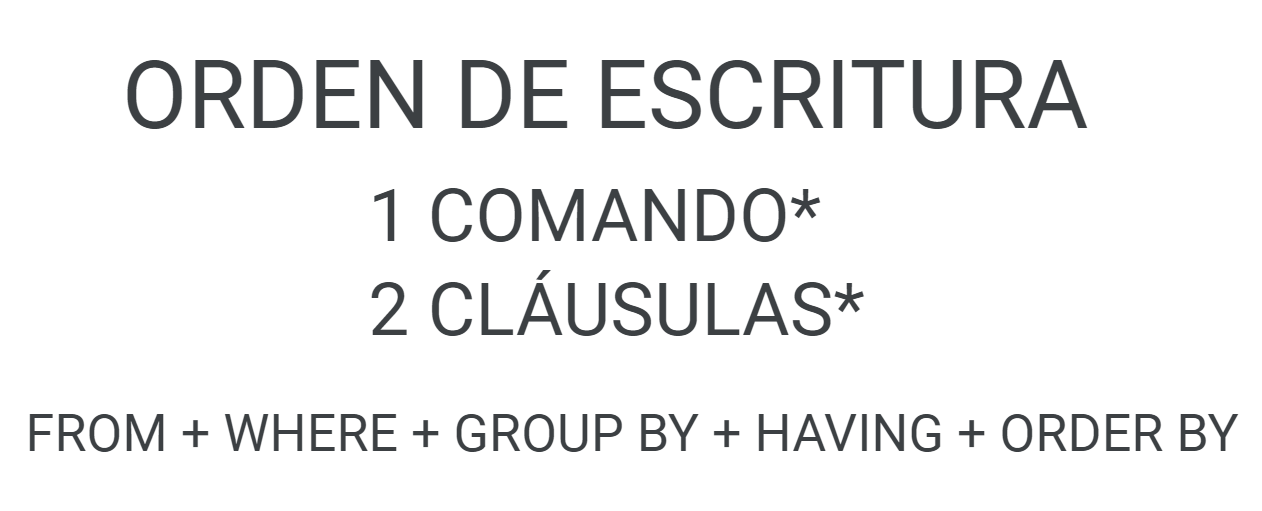 ORDEN DE ESCRITURA
1 COMANDO*
2 CLÁUSULAS*
FROM + WHERE + GROUP BY + HAVING + ORDER BY